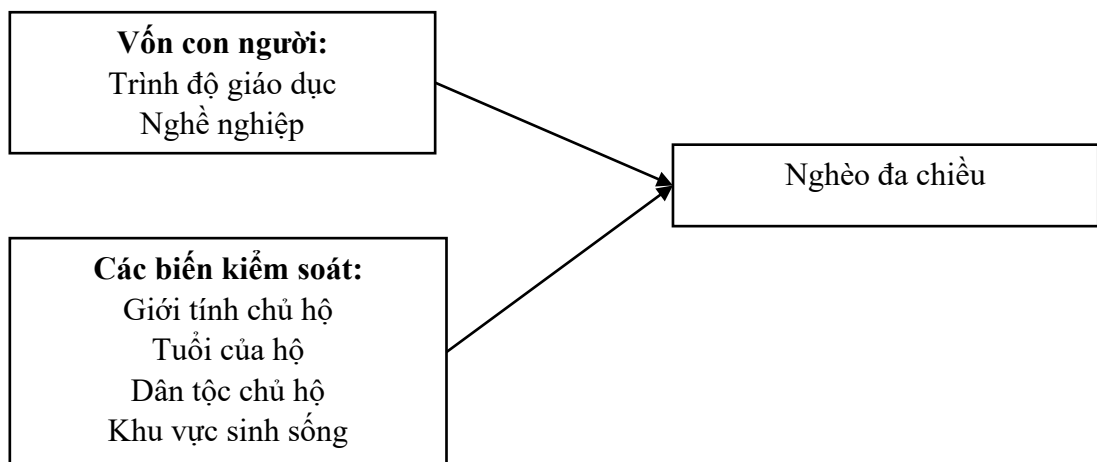 Vốn con người:
Trình độ giáo dục
Nghề nghiệp
Nghèo đa chiều
Các biến kiểm soát:
Giới tính chủ hộ
Tuổi của hộ
Dân tộc chủ hộ
Khu vực sinh sống